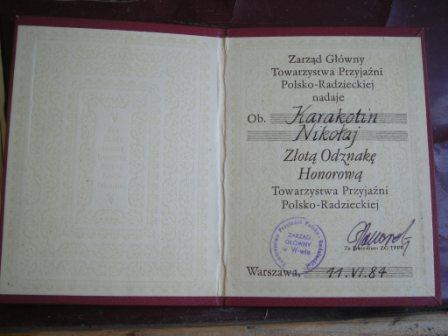 Zarząd Główny
Towarzystwa Przyjaźni
Polsko-Radzieckiej
nadaje
Ob. Karakotin
Nikołaj
Złotą Odznakę
Honorową
Towarzystwa Przyjaźni
Polsko-Radzieckiej
ZARZĄD
GŁÓWNY
Warszawa, 11.VI.84